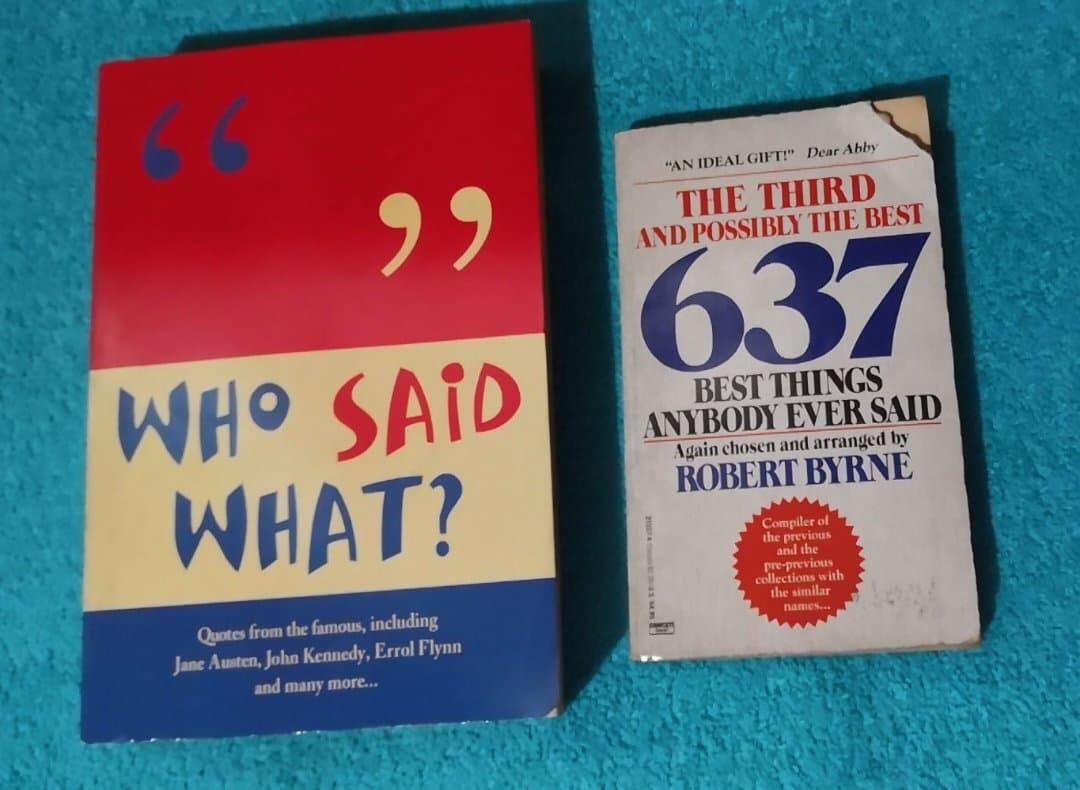 “ ”
WHO SAID
WHAT?
Quotes from the famous, including
Jane Austen, John Kennedy, Errol Flynn
and many more...
"AN IDEAL GIFT!" Dear Abby
THE THIRD
AND POSSIBLY THE BEST
637
BEST THINGS
ANYBODY EVER SAID
Again chosen and arranged by
ROBERT BYRNE
Compiler of
the previous
and the
pre-previous
collections with
the similar
names...
FAWCETT